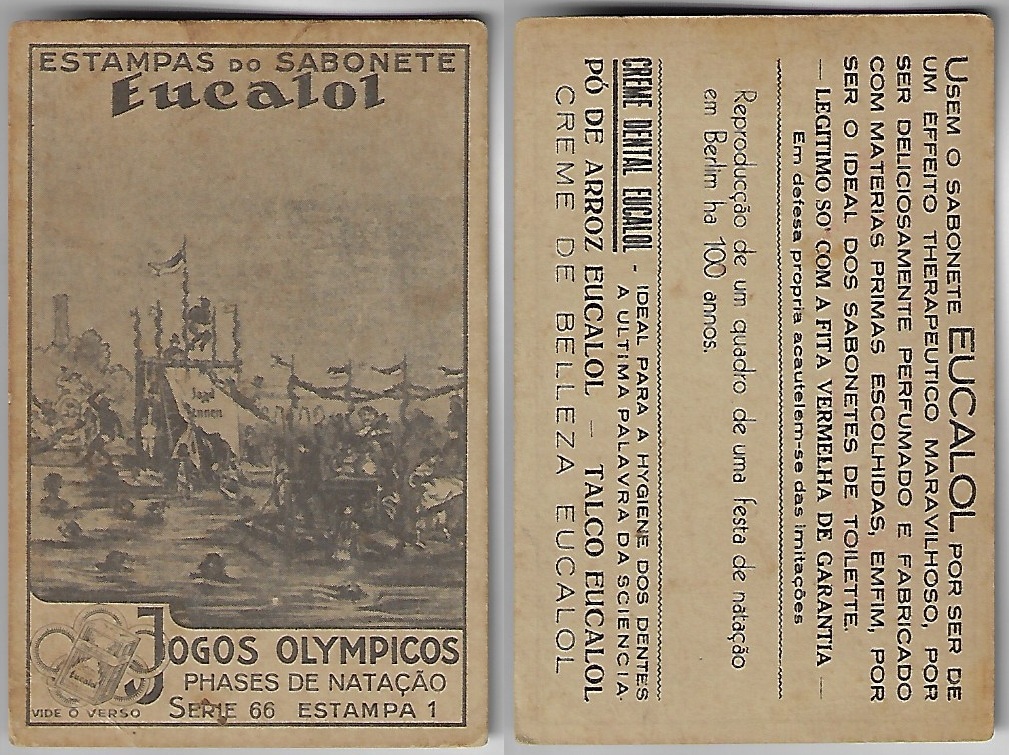 ESTAMPAS DO SABONETE
Eucalol
Jagd
Rennen
Eucalol
JOGOS OLYMPICOS
PHASES DE NATAÇÃO
VIDE O VERSO
SERIE 66 ESTAMPA 1
USEM O SABONETE EUCALOL POR SER DE
UM EFFEITO THERAPEUTICO MARAVILHOSO, POR
SER DELICIOSAMENTE PERFUMADO E FABRICADO
COM MATERIAS PRIMAS ESCOLHIDAS, EMFIM, POR
SER O IDEAL DOS SABONETES DE TOILETTE.
— LEGITIMO SO' COM A FITA VERMELHA DE GARANTIA —
Em defesa propria acautelem-se das imitações
Reproducção de um quadro de uma festa de natação
em Berlim ha 100 annos.
CREME DENTAL EUCALOL - IDEAL PARA A HYGIENE DOS DENTES
A ULTIMA PALAVRA DA SCIENCIA
PÓ DE ARROZ EUCALOL — TALCO EUCALOL
CREME DE BELLEZA EUCALOL